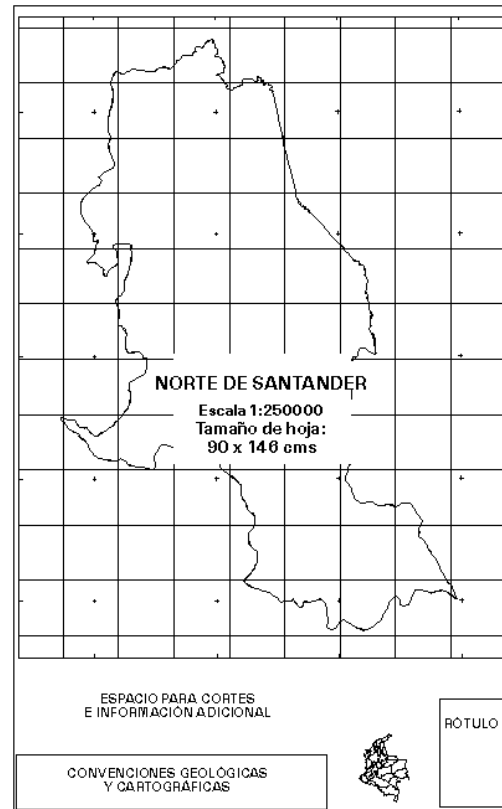 NORTE DE SANTANDER
Escala 1:250000
Tamaño de hoja:
90 x 146 cms
ESPACIO PARA CORTES
E INFORMACIÓN ADICIONAL
RÓTULO
CONVENCIONES GEOLÓGICAS
Y CARTOGRÁFICAS